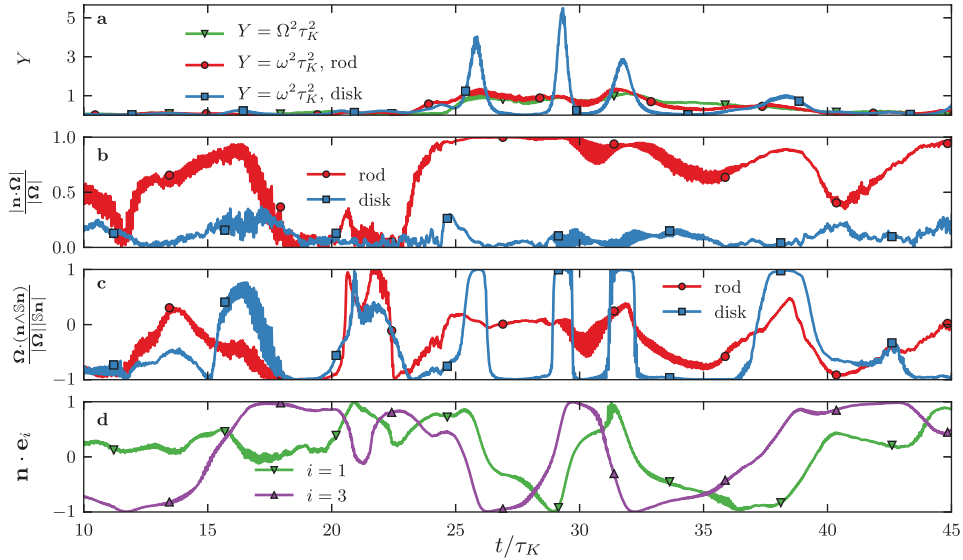 a
5
3
1
Y
Y = Ω²τ_K²
Y = ω²τ_K², rod
Y = ω²τ_K², disk
b
1.0
0.5
0.0
|n·Ω| / |Ω|
rod
disk
c
1
0
−1
Ω·(n∧𝕊n) / |Ω||𝕊n|
rod
disk
d
1
0
−1
n · e_i
i = 1
i = 3
10 15 20 25 30 35 40 45
t/τ_K